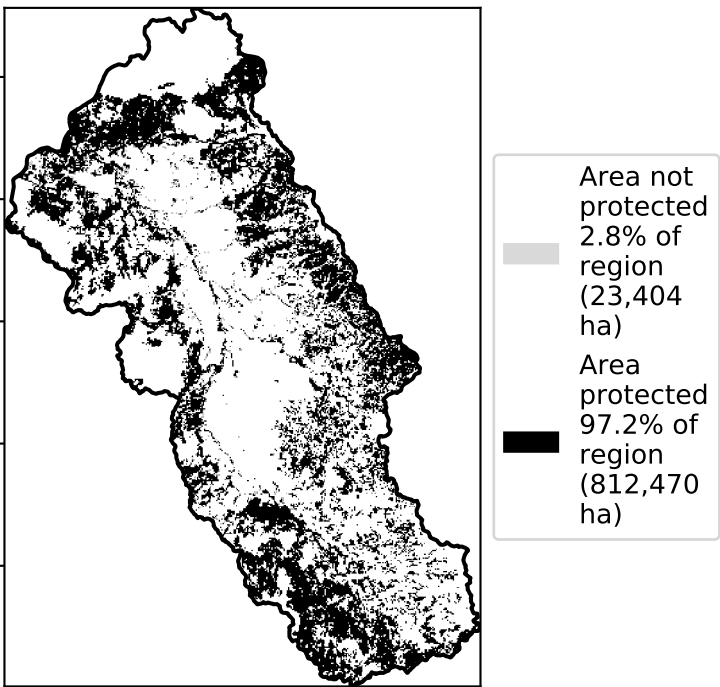 Area not
protected
2.8% of
region
(23,404
ha)
Area
protected
97.2% of
region
(812,470
ha)